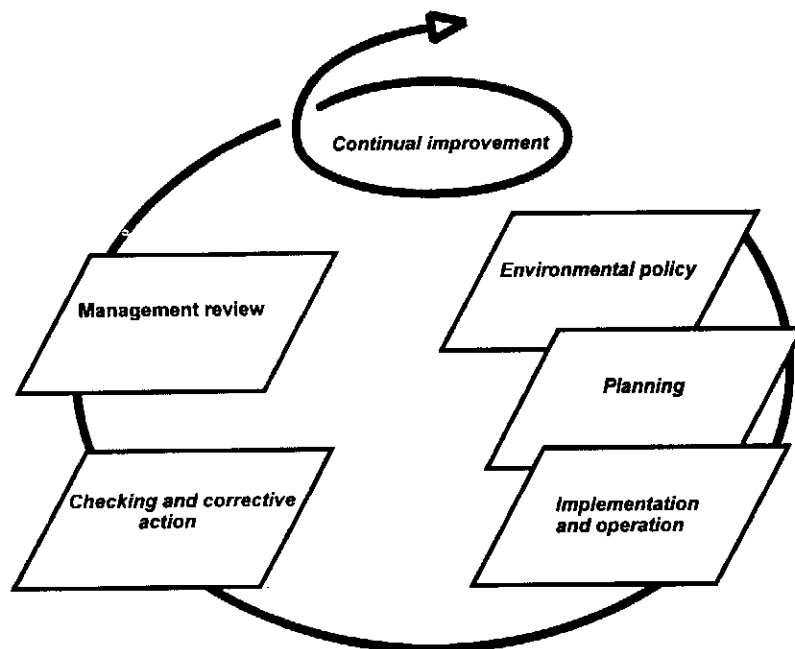 Continual improvement
Environmental policy
Management review
Planning
Checking and corrective
action
Implementation
and operation